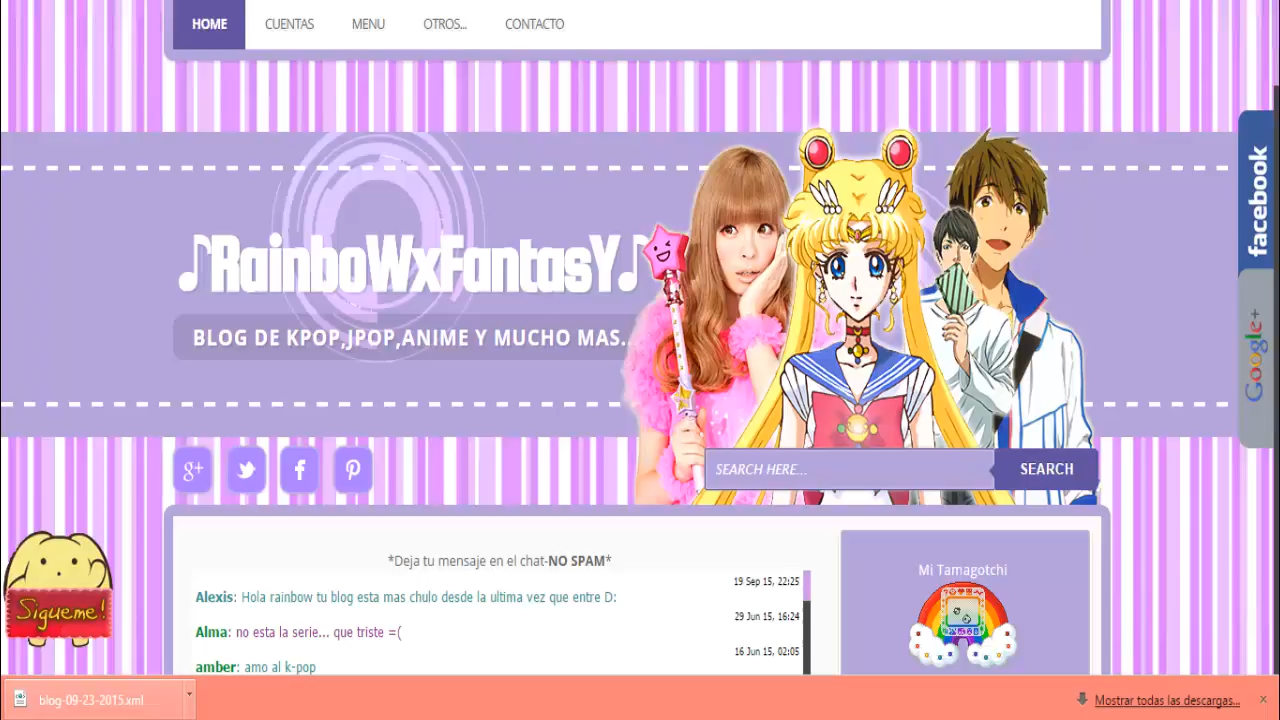 HOME CUENTAS MENU OTROS... CONTACTO
facebook
Google+
♪RainboWxFantasY♪
BLOG DE KPOP,JPOP,ANIME Y MUCHO MAS..
g+ f
SEARCH HERE... SEARCH
Sigueme!
*Deja tu mensaje en el chat-NO SPAM*
19 Sep 15, 22:25
Alexis: Hola rainbow tu blog esta mas chulo desde la ultima vez que entre D:
29 Jun 15, 16:24
Alma: no esta la serie... que triste =(
16 Jun 15, 02:05
amber: amo al k-pop
Mi Tamagotchi
blog-09-23-2015.xml
Mostrar todas las descargas...